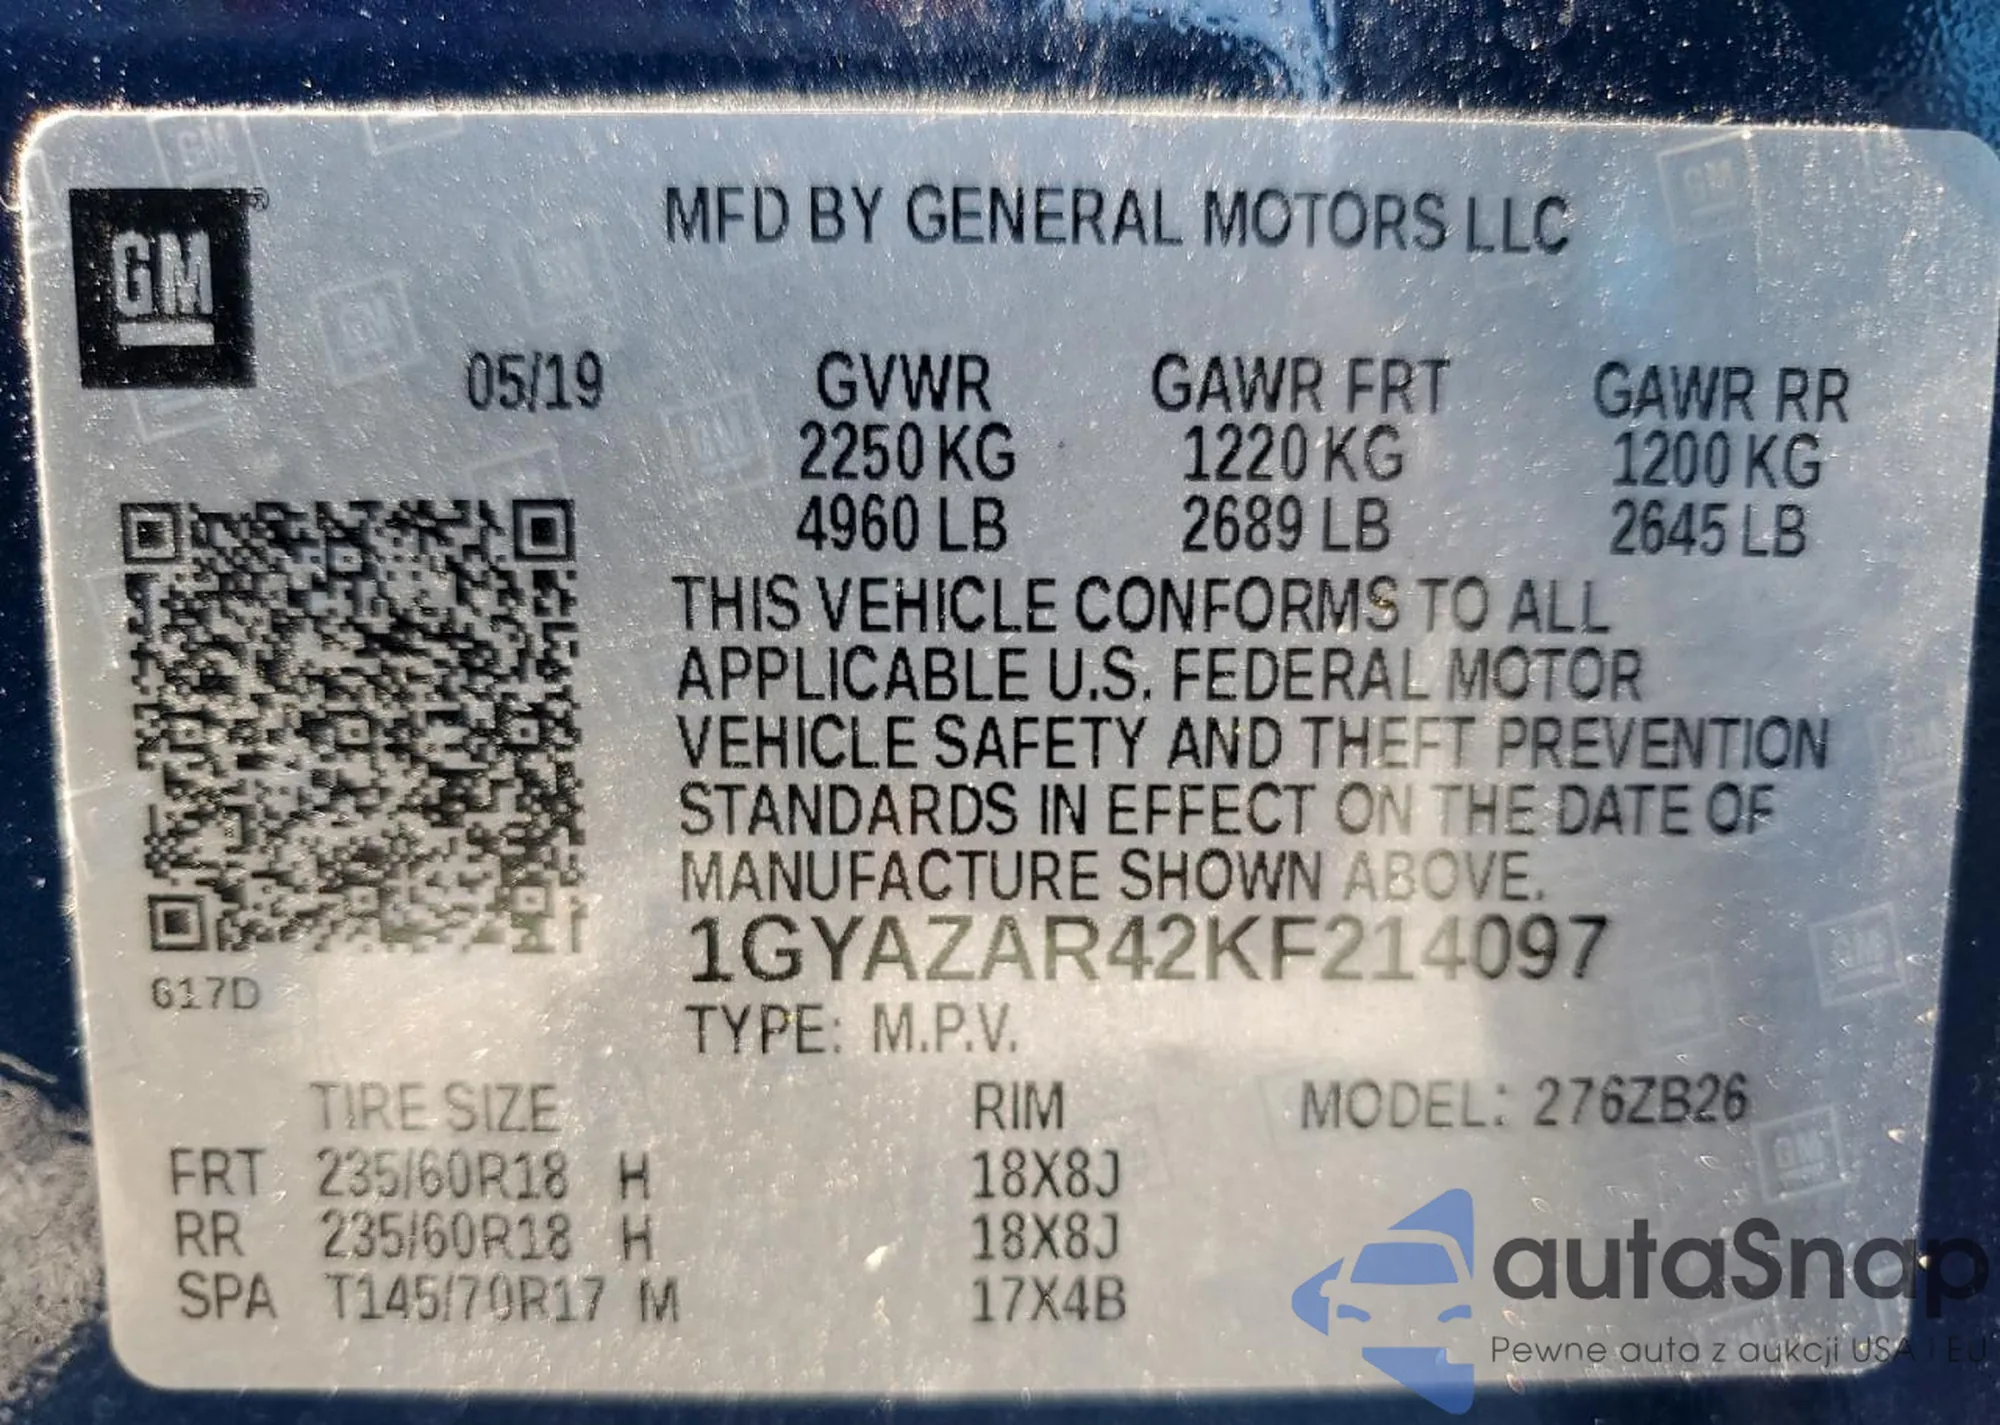 GM®
MFD BY GENERAL MOTORS LLC
05/19 GVWR GAWR FRT GAWR RR
2250 KG 1220 KG 1200 KG
4960 LB 2689 LB 2645 LB
THIS VEHICLE CONFORMS TO ALL
APPLICABLE U.S. FEDERAL MOTOR
VEHICLE SAFETY AND THEFT PREVENTION
STANDARDS IN EFFECT ON THE DATE OF
MANUFACTURE SHOWN ABOVE.
1GYAZAR42KF214097
617D
TYPE: M.P.V.
TIRE SIZE RIM MODEL: 276ZB26
FRT 235/60R18 H 18X8J
RR 235/60R18 H 18X8J
SPA T145/70R17 M 17X4B
autaSnap
Pewne auta z aukcji USA i EU